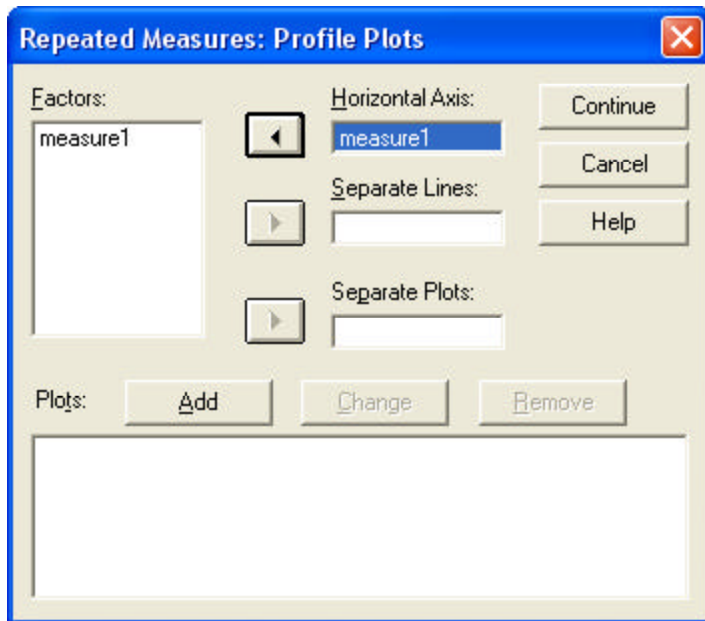 Repeated Measures: Profile Plots
Factors:
measure1
Horizontal Axis:
measure1
Separate Lines:
Separate Plots:
Continue
Cancel
Help
Plots:
Add
Change
Remove